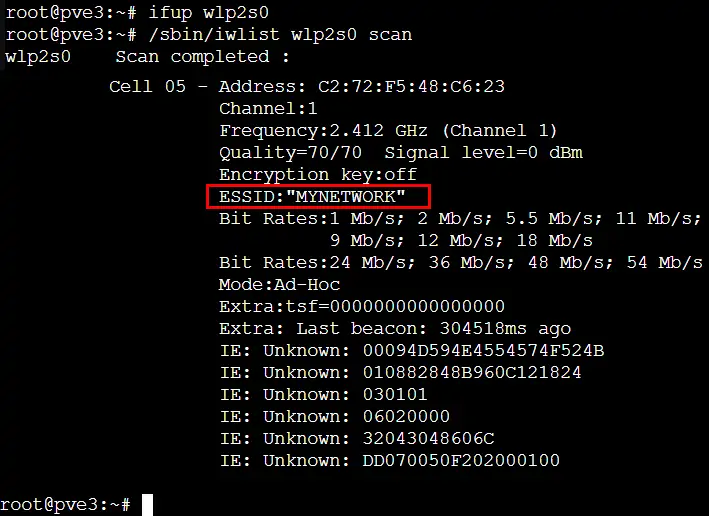 root@pve3:~# ifup wlp2s0
root@pve3:~# /sbin/iwlist wlp2s0 scan
wlp2s0    Scan completed :
Cell 05 - Address: C2:72:F5:48:C6:23
Channel:1
Frequency:2.412 GHz (Channel 1)
Quality=70/70  Signal level=0 dBm
Encryption key:off
ESSID:"MYNETWORK"
Bit Rates:1 Mb/s; 2 Mb/s; 5.5 Mb/s; 11 Mb/s;
9 Mb/s; 12 Mb/s; 18 Mb/s
Bit Rates:24 Mb/s; 36 Mb/s; 48 Mb/s; 54 Mb/s
Mode:Ad-Hoc
Extra:tsf=0000000000000000
Extra: Last beacon: 304518ms ago
IE: Unknown: 00094D594E4554574F524B
IE: Unknown: 010882848B960C121824
IE: Unknown: 030101
IE: Unknown: 06020000
IE: Unknown: 32043048606C
IE: Unknown: DD070050F202000100
root@pve3:~#